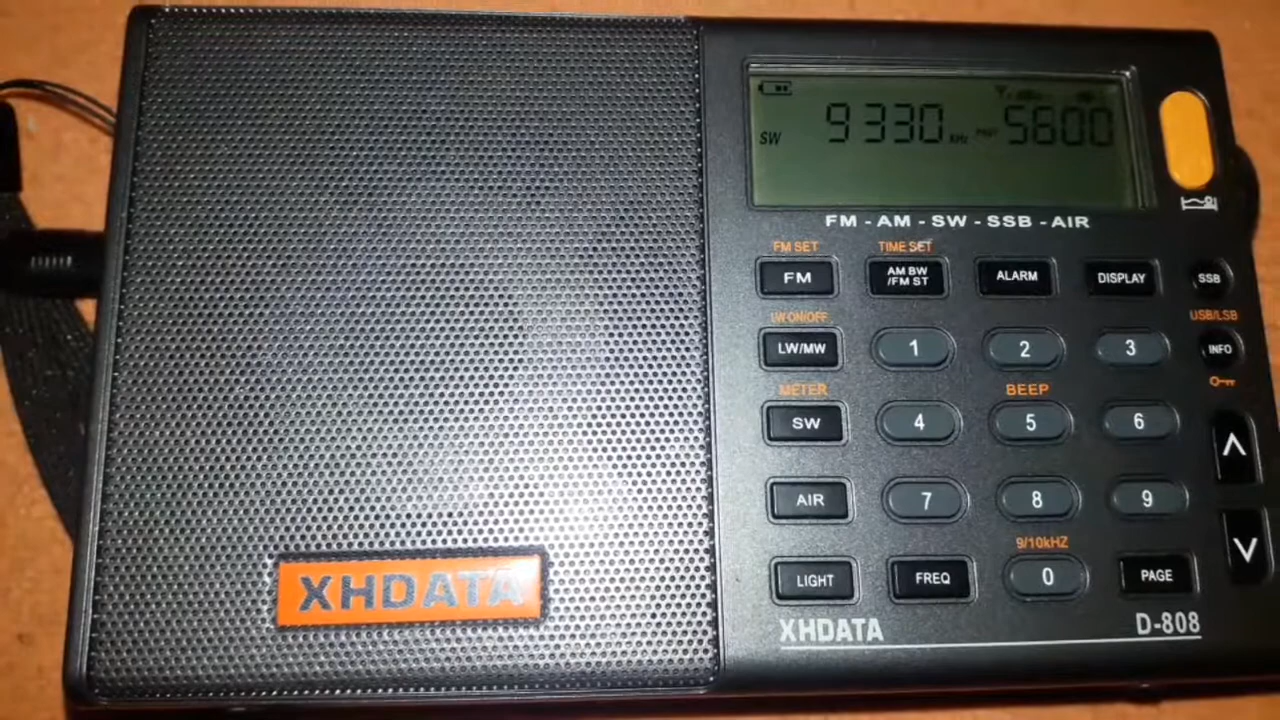 SW 9330 KHz 5800
FM - AM - SW - SSB - AIR
FM SET TIME SET
FM AM BW /FM ST ALARM DISPLAY SSB
LW ON/OFF USB/LSB
LW/MW 1 2 3 INFO
METER BEEP
SW 4 5 6
AIR 7 8 9
9/10kHZ
LIGHT FREQ 0 PAGE
XHDATA
XHDATA D-808